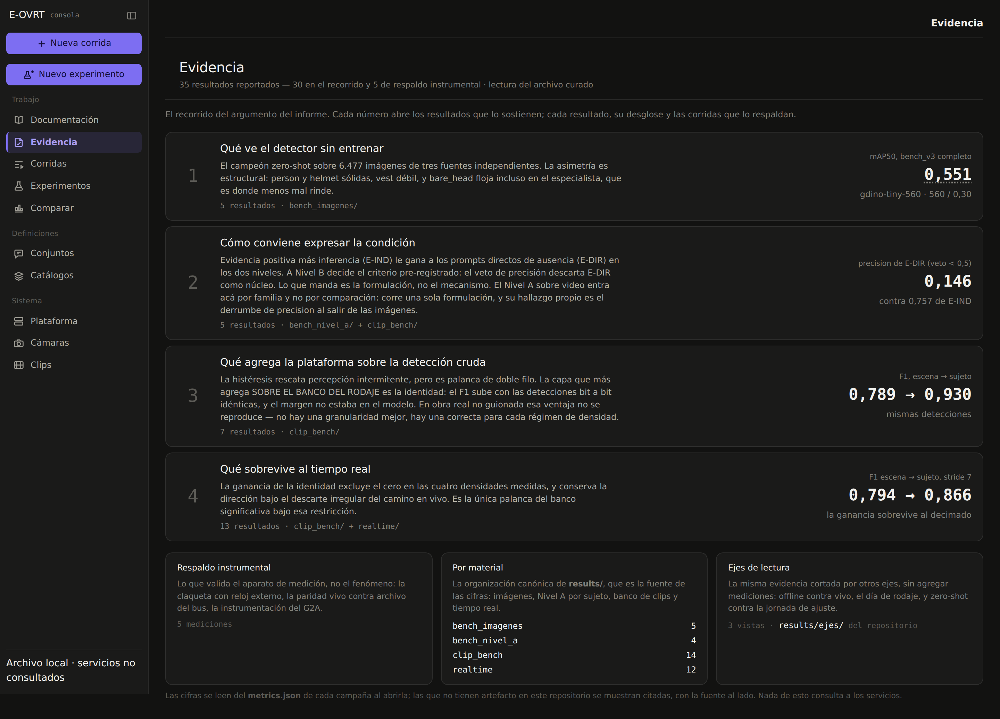 E-OVRT consola
Nueva corrida
Nuevo experimento
Trabajo
Documentación
Evidencia
Corridas
Experimentos
Comparar
Definiciones
Conjuntos
Catálogos
Sistema
Plataforma
Cámaras
Clips
Archivo local · servicios no
consultados
Evidencia
Evidencia
35 resultados reportados — 30 en el recorrido y 5 de respaldo instrumental · lectura del archivo curado
El recorrido del argumento del informe. Cada número abre los resultados que lo sostienen; cada resultado, su desglose y las corridas que lo respaldan.
1
Qué ve el detector sin entrenar
El campeón zero-shot sobre 6.477 imágenes de tres fuentes independientes. La asimetría es
estructural: person y helmet sólidas, vest débil, y bare_head floja incluso en el especialista, que
es donde menos mal rinde.
5 resultados · bench_imagenes/
mAP50, bench_v3 completo
0,551
gdino-tiny-560 · 560 / 0,30
2
Cómo conviene expresar la condición
Evidencia positiva más inferencia (E-IND) le gana a los prompts directos de ausencia (E-DIR) en
los dos niveles. A Nivel B decide el criterio pre-registrado: el veto de precisión descarta E-DIR
como núcleo. Lo que manda es la formulación, no el mecanismo. El Nivel A sobre video entra
acá por familia y no por comparación: corre una sola formulación, y su hallazgo propio es el
derrumbe de precision al salir de las imágenes.
5 resultados · bench_nivel_a/ + clip_bench/
precision de E-DIR (veto < 0,5)
0,146
contra 0,757 de E-IND
3
Qué agrega la plataforma sobre la detección cruda
La histéresis rescata percepción intermitente, pero es palanca de doble filo. La capa que más
agrega SOBRE EL BANCO DEL RODAJE es la identidad: el F1 sube con las detecciones bit a bit
idénticas, y el margen no estaba en el modelo. En obra real no guionada esa ventaja no se
reproduce — no hay una granularidad mejor, hay una correcta para cada régimen de densidad.
7 resultados · clip_bench/
F1, escena → sujeto
0,789 → 0,930
mismas detecciones
4
Qué sobrevive al tiempo real
La ganancia de la identidad excluye el cero en las cuatro densidades medidas, y conserva la
dirección bajo el descarte irregular del camino en vivo. Es la única palanca del banco
significativa bajo esa restricción.
13 resultados · clip_bench/ + realtime/
F1 escena → sujeto, stride 7
0,794 → 0,866
la ganancia sobrevive al decimado
Respaldo instrumental
Lo que valida el aparato de medición, no el fenómeno: la
claqueta con reloj externo, la paridad vivo contra archivo
del bus, la instrumentación del G2A.
5 mediciones
Por material
La organización canónica de results/, que es la fuente de
las cifras: imágenes, Nivel A por sujeto, banco de clips y
tiempo real.
bench_imagenes 5
bench_nivel_a 4
clip_bench 14
realtime 12
Ejes de lectura
La misma evidencia cortada por otros ejes, sin agregar
mediciones: offline contra vivo, el día de rodaje, y zero-shot
contra la jornada de ajuste.
3 vistas · results/ejes/ del repositorio
Las cifras se leen del metrics.json de cada campaña al abrirla; las que no tienen artefacto en este repositorio se muestran citadas, con la fuente al lado. Nada de esto consulta a los servicios.